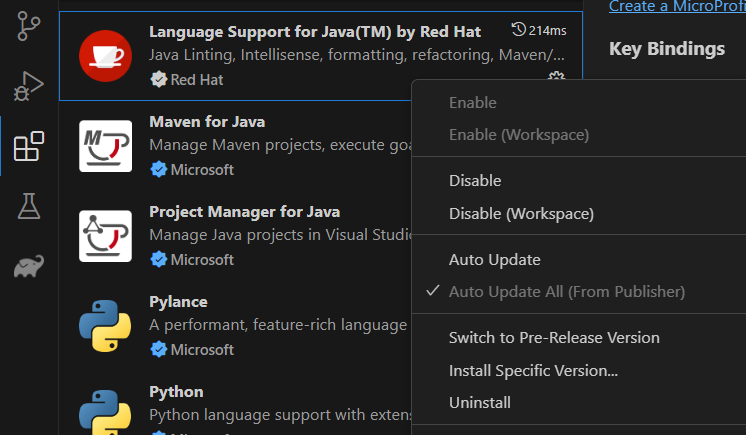 Create a MicroProfi
Language Support for Java(TM) by Red Hat
214ms
Java Linting, Intellisense, formatting, refactoring, Maven/...
Red Hat
Key Bindings
Maven for Java
Manage Maven projects, execute goa
Microsoft
Project Manager for Java
Manage Java projects in Visual Studi
Microsoft
Pylance
A performant, feature-rich language
Microsoft
Python
Python language support with exten
Enable
Enable (Workspace)
Disable
Disable (Workspace)
Auto Update
Auto Update All (From Publisher)
Switch to Pre-Release Version
Install Specific Version...
Uninstall